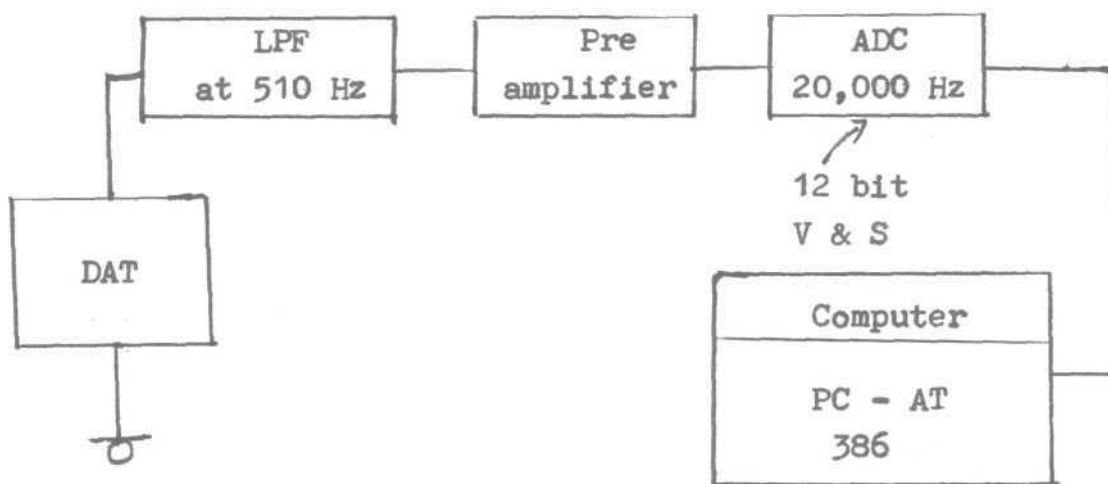 LPF
at 510 Hz
Pre
amplifier
ADC
20,000 Hz
12 bit
V & S
DAT
Computer
PC - AT
386